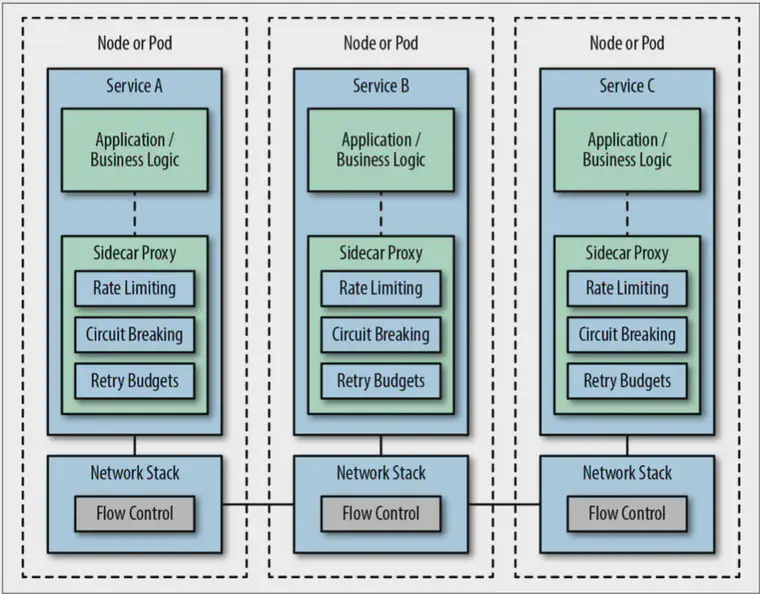 Node or Pod
Service A
Application /
Business Logic
Sidecar Proxy
Rate Limiting
Circuit Breaking
Retry Budgets
Network Stack
Flow Control
Node or Pod
Service B
Application /
Business Logic
Sidecar Proxy
Rate Limiting
Circuit Breaking
Retry Budgets
Network Stack
Flow Control
Node or Pod
Service C
Application /
Business Logic
Sidecar Proxy
Rate Limiting
Circuit Breaking
Retry Budgets
Network Stack
Flow Control